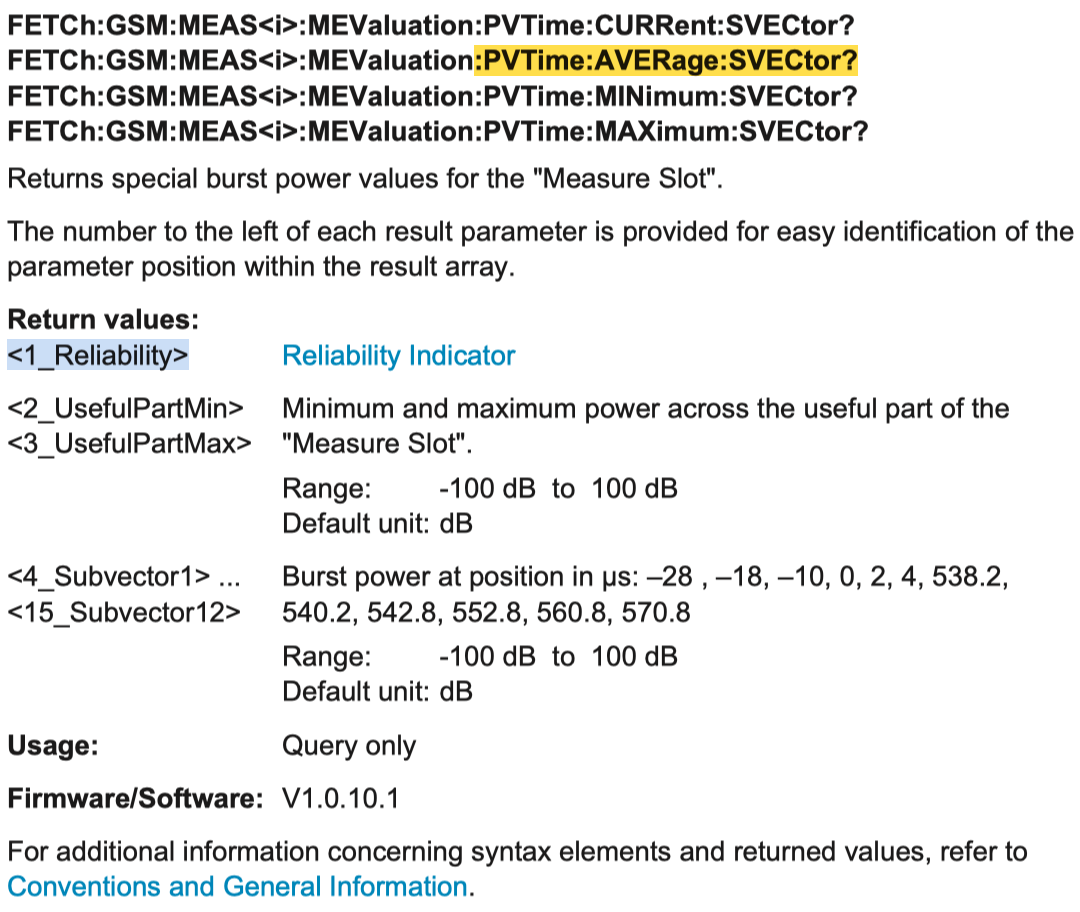 FETCh:GSM:MEAS<i>:MEValuation:PVTime:CURRent:SVECtor?
FETCh:GSM:MEAS<i>:MEValuation:PVTime:AVERage:SVECtor?
FETCh:GSM:MEAS<i>:MEValuation:PVTime:MINimum:SVECtor?
FETCh:GSM:MEAS<i>:MEValuation:PVTime:MAXimum:SVECtor?
Returns special burst power values for the "Measure Slot".
The number to the left of each result parameter is provided for easy identification of the
parameter position within the result array.
Return values:
<1_Reliability> Reliability Indicator
<2_UsefulPartMin> Minimum and maximum power across the useful part of the
<3_UsefulPartMax> "Measure Slot".
Range: -100 dB to 100 dB
Default unit: dB
<4_Subvector1> ... Burst power at position in µs: –28 , –18, –10, 0, 2, 4, 538.2,
<15_Subvector12> 540.2, 542.8, 552.8, 560.8, 570.8
Range: -100 dB to 100 dB
Default unit: dB
Usage: Query only
Firmware/Software: V1.0.10.1
For additional information concerning syntax elements and returned values, refer to
Conventions and General Information.